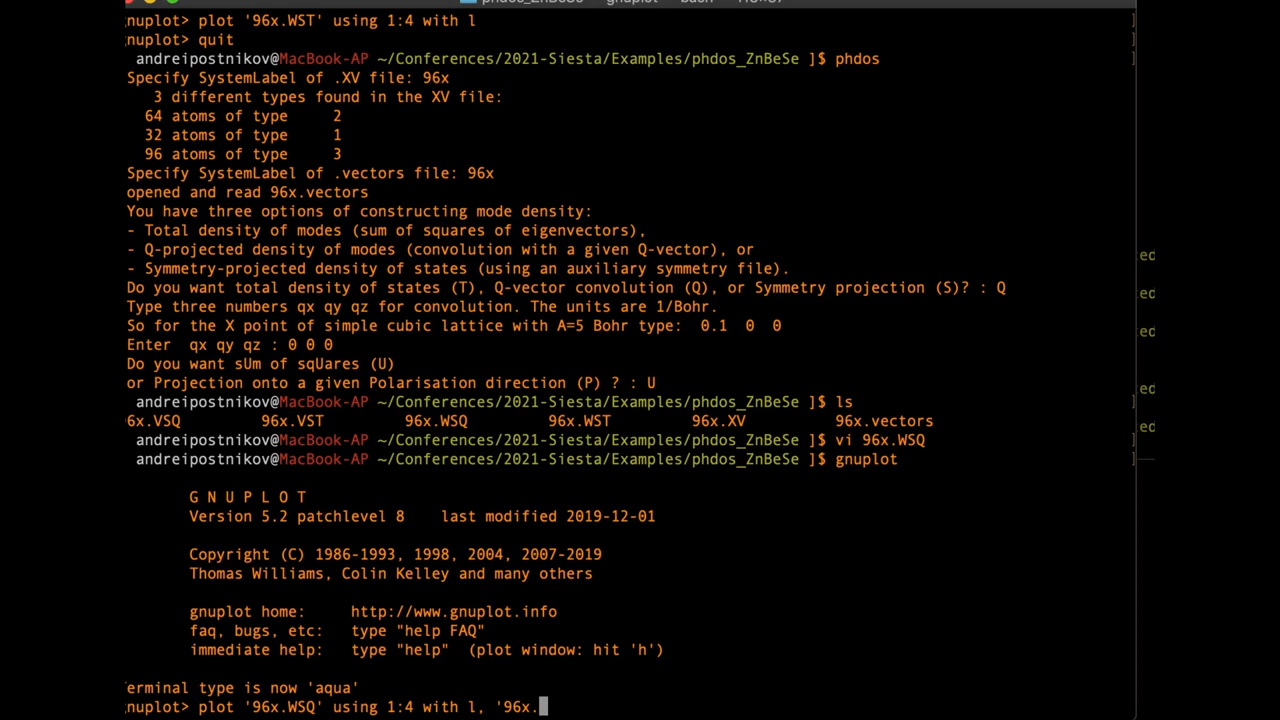 gnuplot> plot '96x.WST' using 1:4 with l
gnuplot> quit
andreipostnikov@MacBook-AP ~/Conferences/2021-Siesta/Examples/phdos_ZnBeSe ]$ phdos
Specify SystemLabel of .XV file: 96x
3 different types found in the XV file:
64 atoms of type 2
32 atoms of type 1
96 atoms of type 3
Specify SystemLabel of .vectors file: 96x
opened and read 96x.vectors
You have three options of constructing mode density:
- Total density of modes (sum of squares of eigenvectors),
- Q-projected density of modes (convolution with a given Q-vector), or
- Symmetry-projected density of states (using an auxiliary symmetry file).
Do you want total density of states (T), Q-vector convolution (Q), or Symmetry projection (S)? : Q
Type three numbers qx qy qz for convolution. The units are 1/Bohr.
So for the X point of simple cubic lattice with A=5 Bohr type: 0.1 0 0
Enter qx qy qz : 0 0 0
Do you want sUm of sqUares (U)
or Projection onto a given Polarisation direction (P) ? : U
andreipostnikov@MacBook-AP ~/Conferences/2021-Siesta/Examples/phdos_ZnBeSe ]$ ls
6x.VSQ 96x.VST 96x.WSQ 96x.WST 96x.XV 96x.vectors
andreipostnikov@MacBook-AP ~/Conferences/2021-Siesta/Examples/phdos_ZnBeSe ]$ vi 96x.WSQ
andreipostnikov@MacBook-AP ~/Conferences/2021-Siesta/Examples/phdos_ZnBeSe ]$ gnuplot
G N U P L O T
Version 5.2 patchlevel 8 last modified 2019-12-01
Copyright (C) 1986-1993, 1998, 2004, 2007-2019
Thomas Williams, Colin Kelley and many others
gnuplot home: http://www.gnuplot.info
faq, bugs, etc: type "help FAQ"
immediate help: type "help" (plot window: hit 'h')
Terminal type is now 'aqua'
gnuplot> plot '96x.WSQ' using 1:4 with l, '96x.